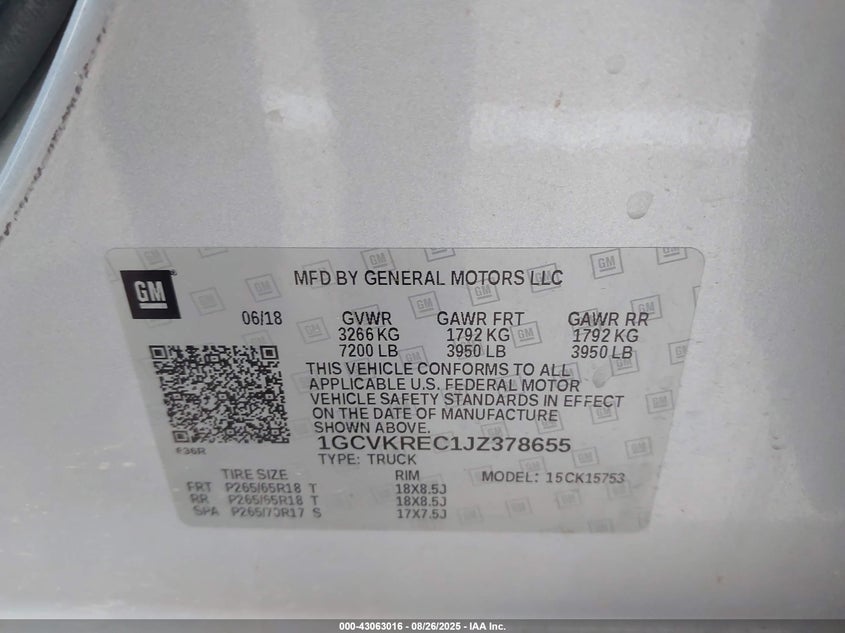 GM
MFD BY GENERAL MOTORS LLC
06/18 GVWR GAWR FRT GAWR RR
3266 KG 1792 KG 1792 KG
7200 LB 3950 LB 3950 LB
THIS VEHICLE CONFORMS TO ALL
APPLICABLE U.S. FEDERAL MOTOR
VEHICLE SAFETY STANDARDS IN EFFECT
ON THE DATE OF MANUFACTURE
SHOWN ABOVE.
1GCVKREC1JZ378655
F36R TYPE: TRUCK
TIRE SIZE RIM MODEL: 15CK15753
FRT P265/65R18 T 18X8.5J
RR P265/65R18 T 18X8.5J
SPA P265/70R17 S 17X7.5J
000-43063016 - 08/26/2025 - IAA Inc.